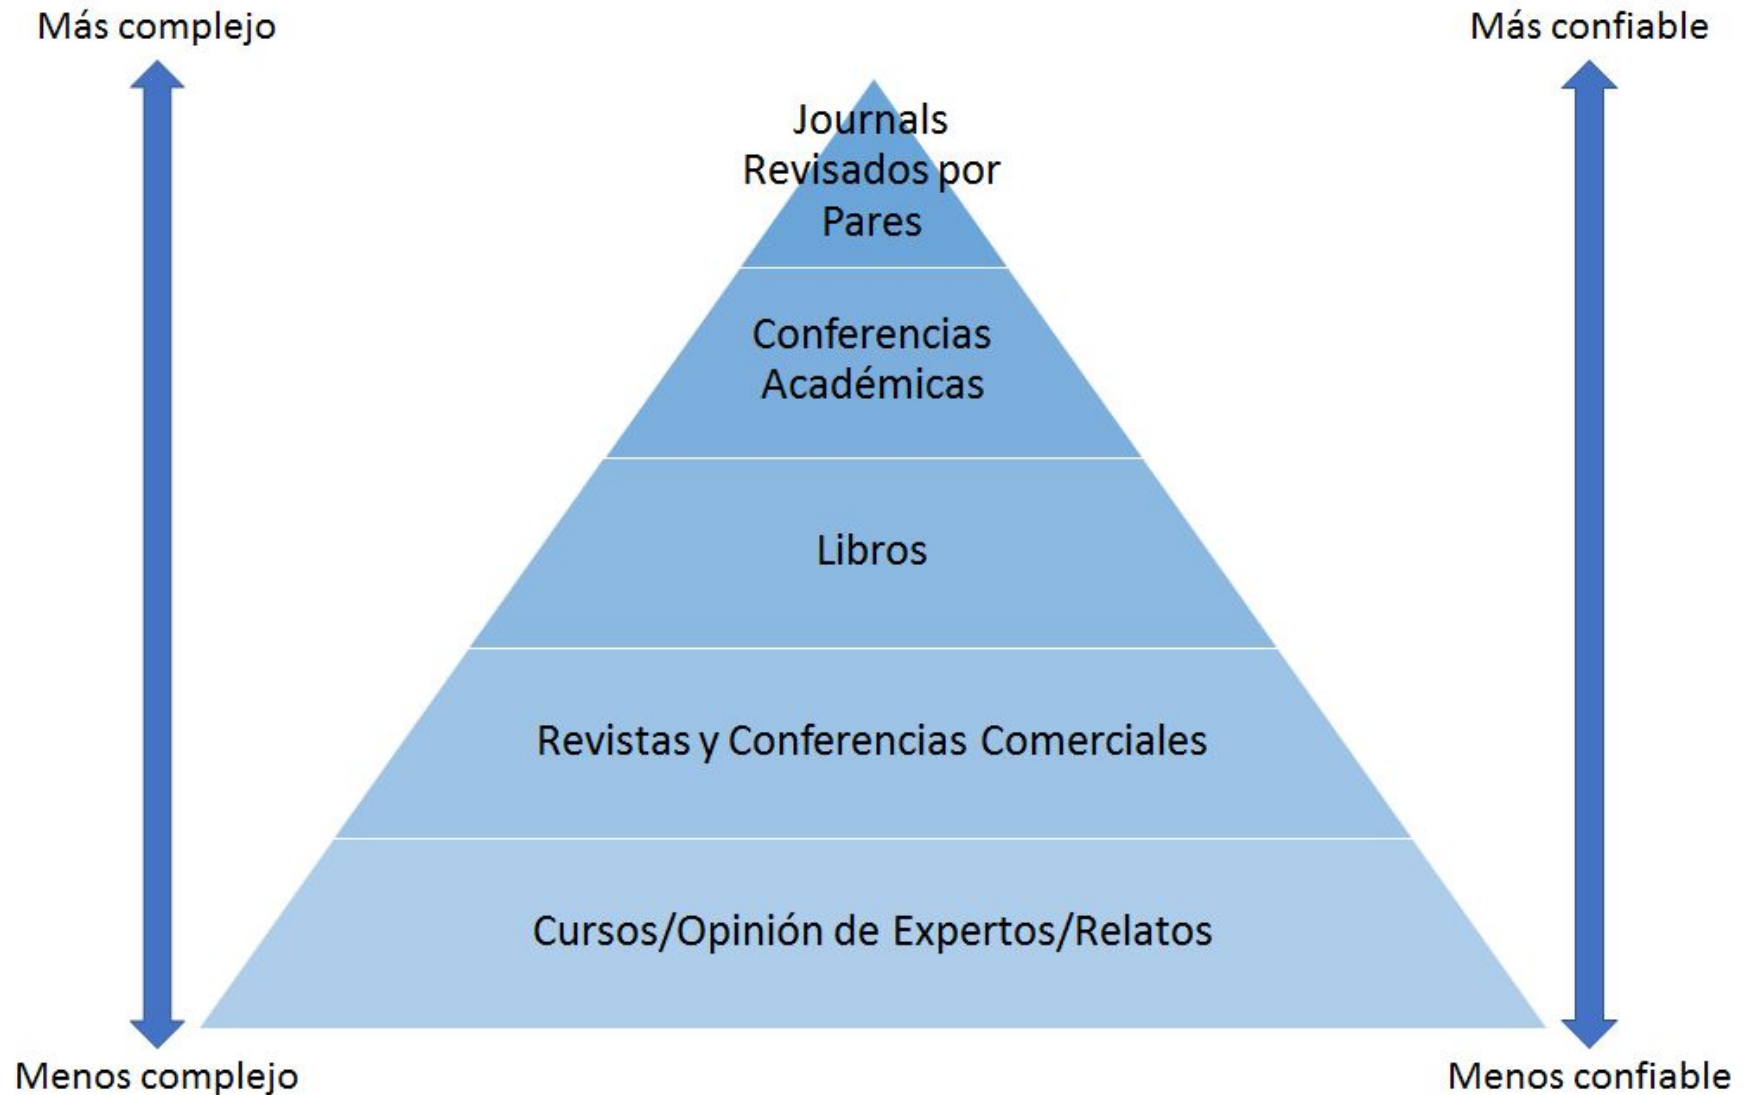 Más complejo
Más confiable
Journals
Revisados por
Pares
Conferencias
Académicas
Libros
Revistas y Conferencias Comerciales
Cursos/Opinión de Expertos/Relatos
Menos complejo
Menos confiable